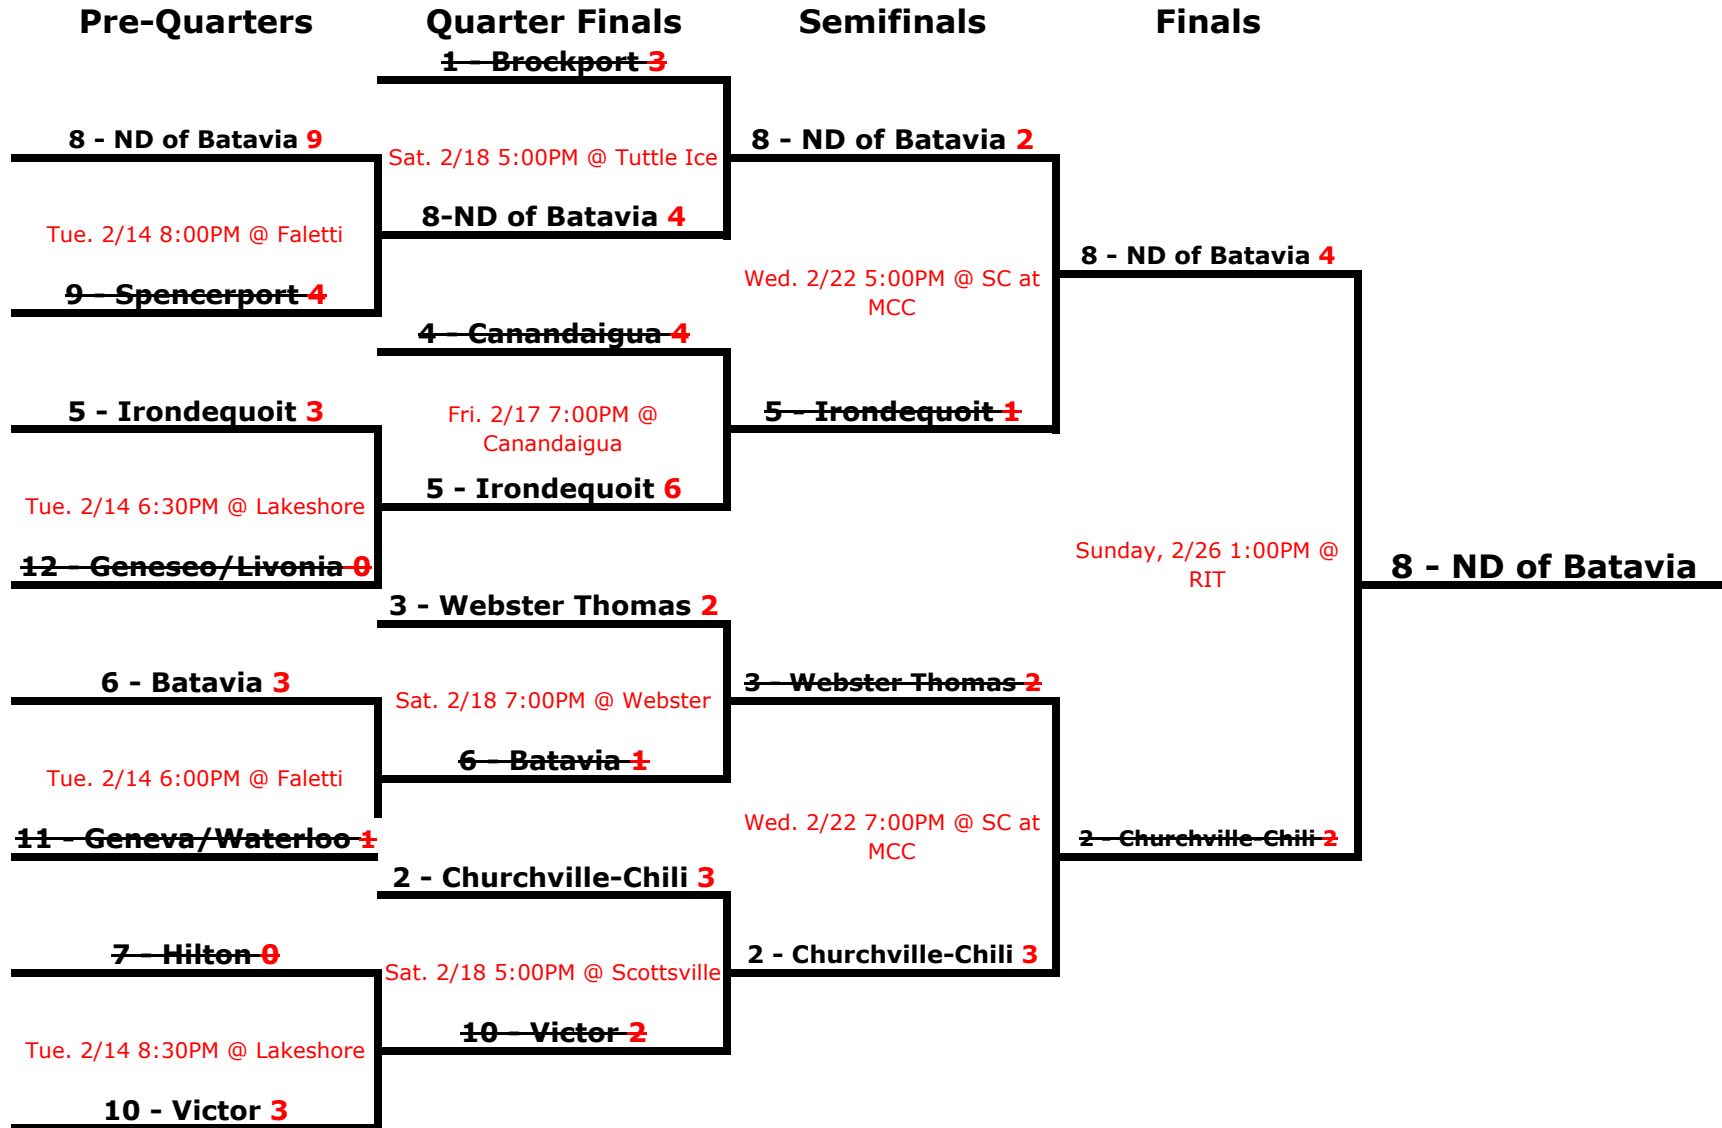 Pre-Quarters
Quarter Finals
Semifinals
Finals
8 - ND of Batavia 9
Tue. 2/14 8:00PM @ Faletti
9 - Spencerport 4
5 - Irondequoit 3
Tue. 2/14 6:30PM @ Lakeshore
12 - Geneseo/Livonia 0
6 - Batavia 3
Tue. 2/14 6:00PM @ Faletti
11 - Geneva/Waterloo 1
7 - Hilton 0
Tue. 2/14 8:30PM @ Lakeshore
10 - Victor 3
1 - Brockport 3
Sat. 2/18 5:00PM @ Tuttle Ice
8-ND of Batavia 4
4 - Canandaigua 4
Fri. 2/17 7:00PM @
Canandaigua
5 - Irondequoit 6
3 - Webster Thomas 2
Sat. 2/18 7:00PM @ Webster
6 - Batavia 1
2 - Churchville-Chili 3
Sat. 2/18 5:00PM @ Scottsville
10 - Victor 2
8 - ND of Batavia 2
Wed. 2/22 5:00PM @ SC at
MCC
5 - Irondequoit 1
3 - Webster Thomas 2
Wed. 2/22 7:00PM @ SC at
MCC
2 - Churchville-Chili 3
8 - ND of Batavia 4
Sunday, 2/26 1:00PM @
RIT
2 - Churchville-Chili 2
8 - ND of Batavia